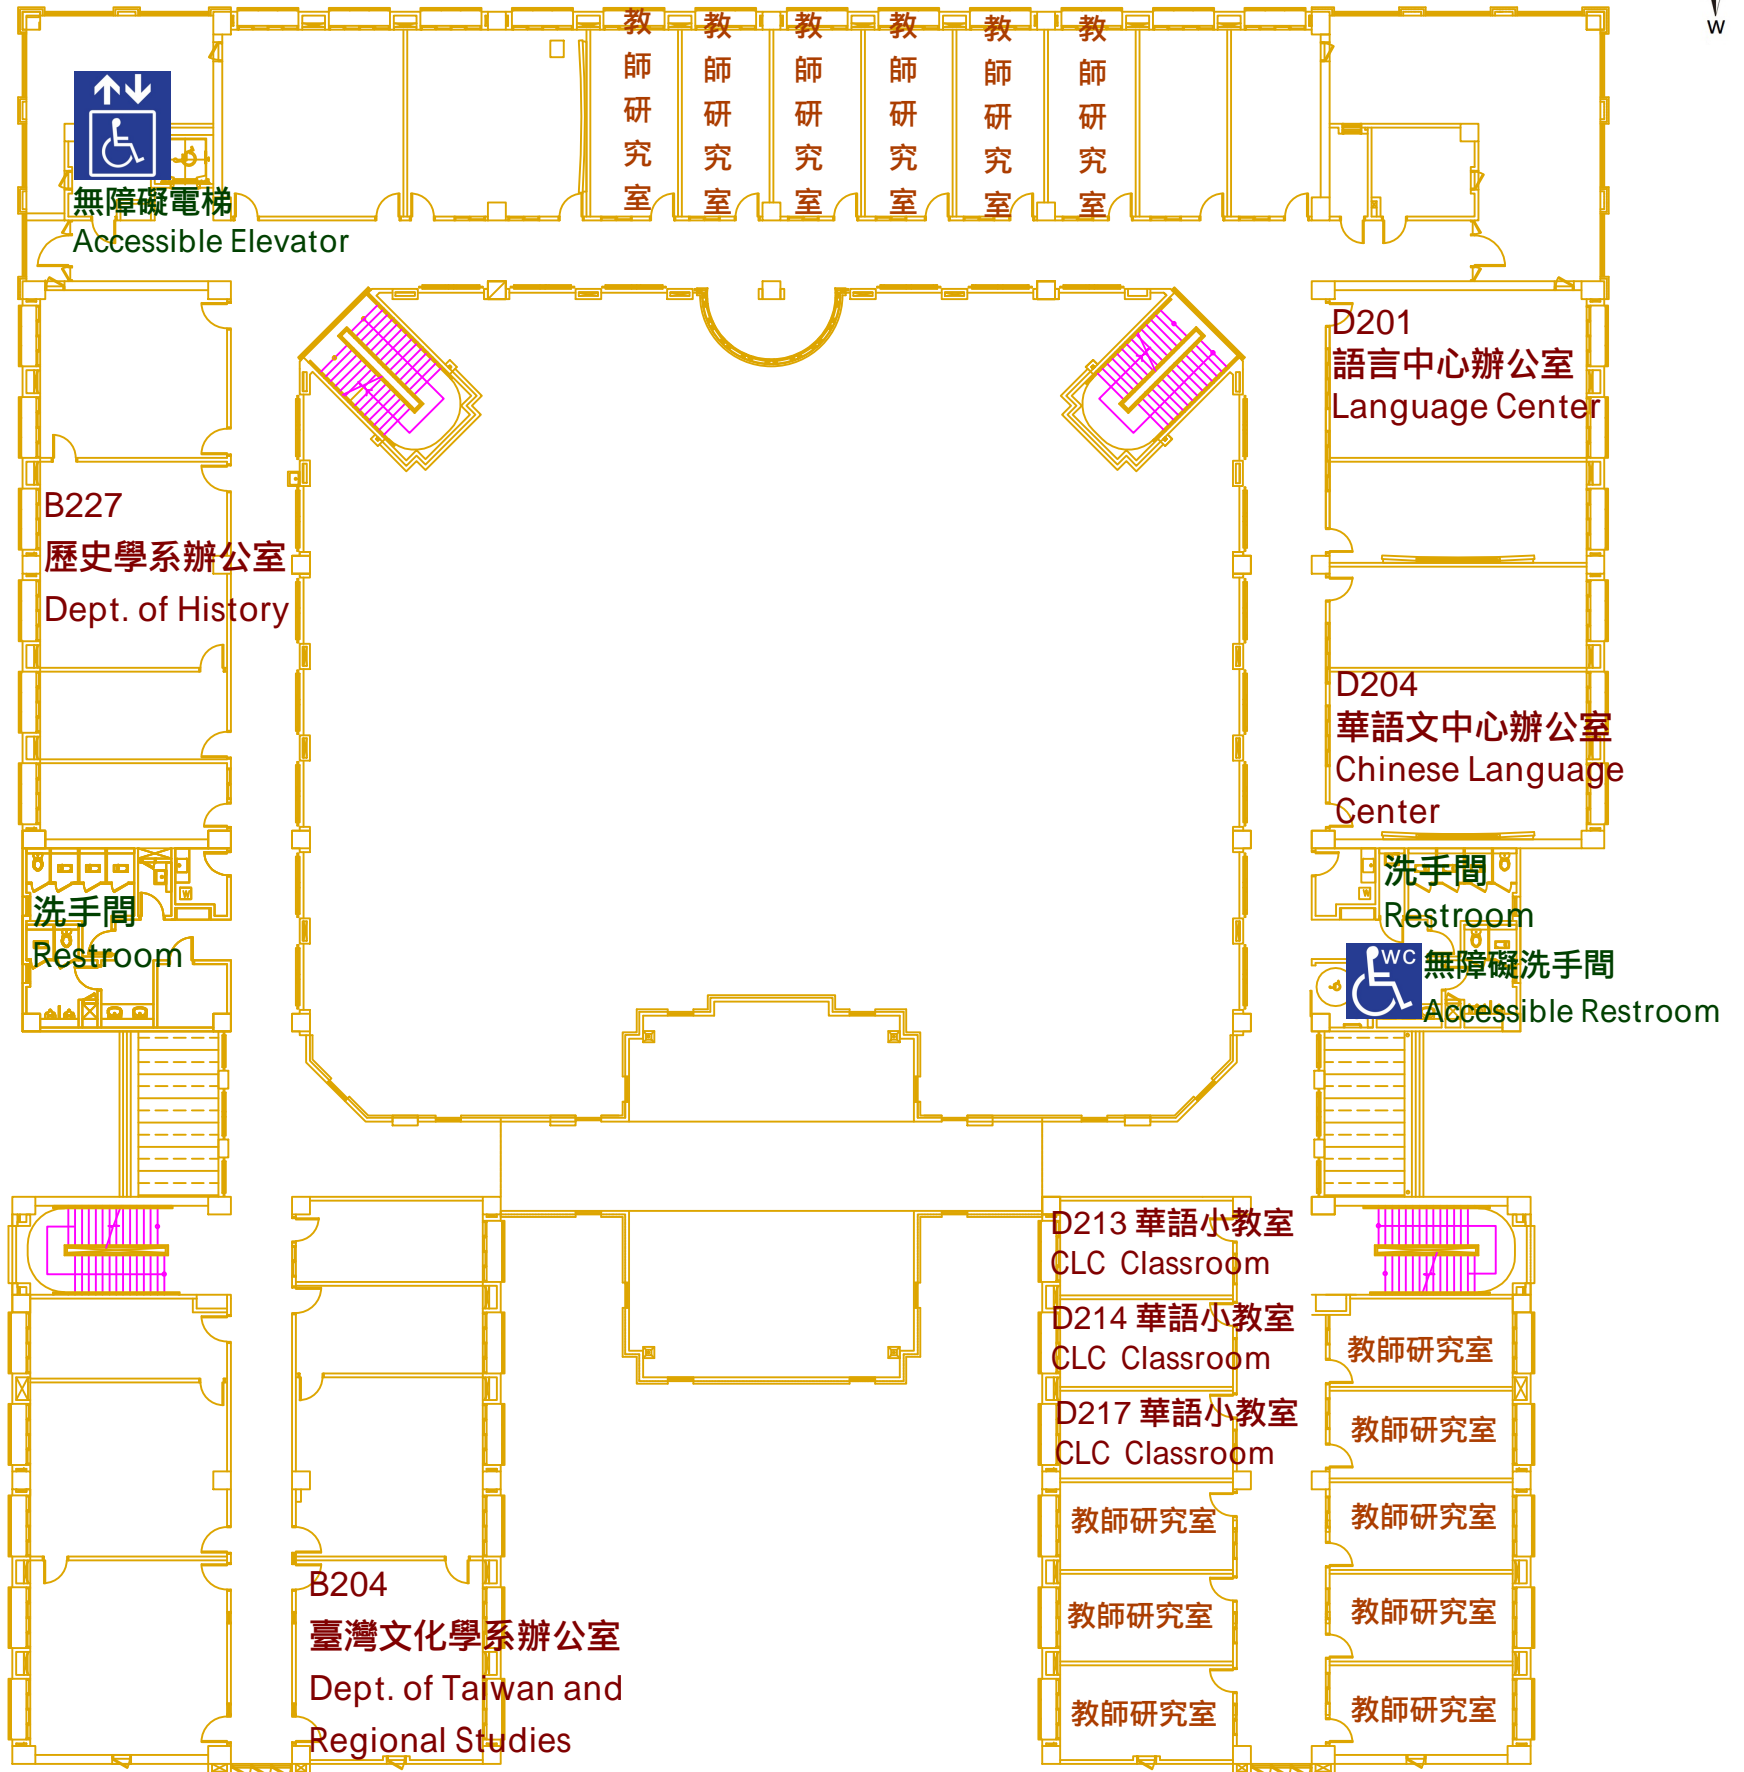 W
教師研究室
教師研究室
教師研究室
教師研究室
教師研究室
教師研究室
無障礙電梯
Accessible Elevator
D201
語言中心辦公室
Language Center
B227
歷史學系辦公室
Dept. of History
D204
華語文中心辦公室
Chinese Language
Center
洗手間
Restroom
洗手間
Restroom
WC
無障礙洗手間
Accessible Restroom
D213 華語小教室
CLC Classroom
D214 華語小教室
CLC Classroom
D217 華語小教室
CLC Classroom
教師研究室
教師研究室
教師研究室
教師研究室
教師研究室
教師研究室
教師研究室
教師研究室
B204
臺灣文化學系辦公室
Dept. of Taiwan and
Regional Studies